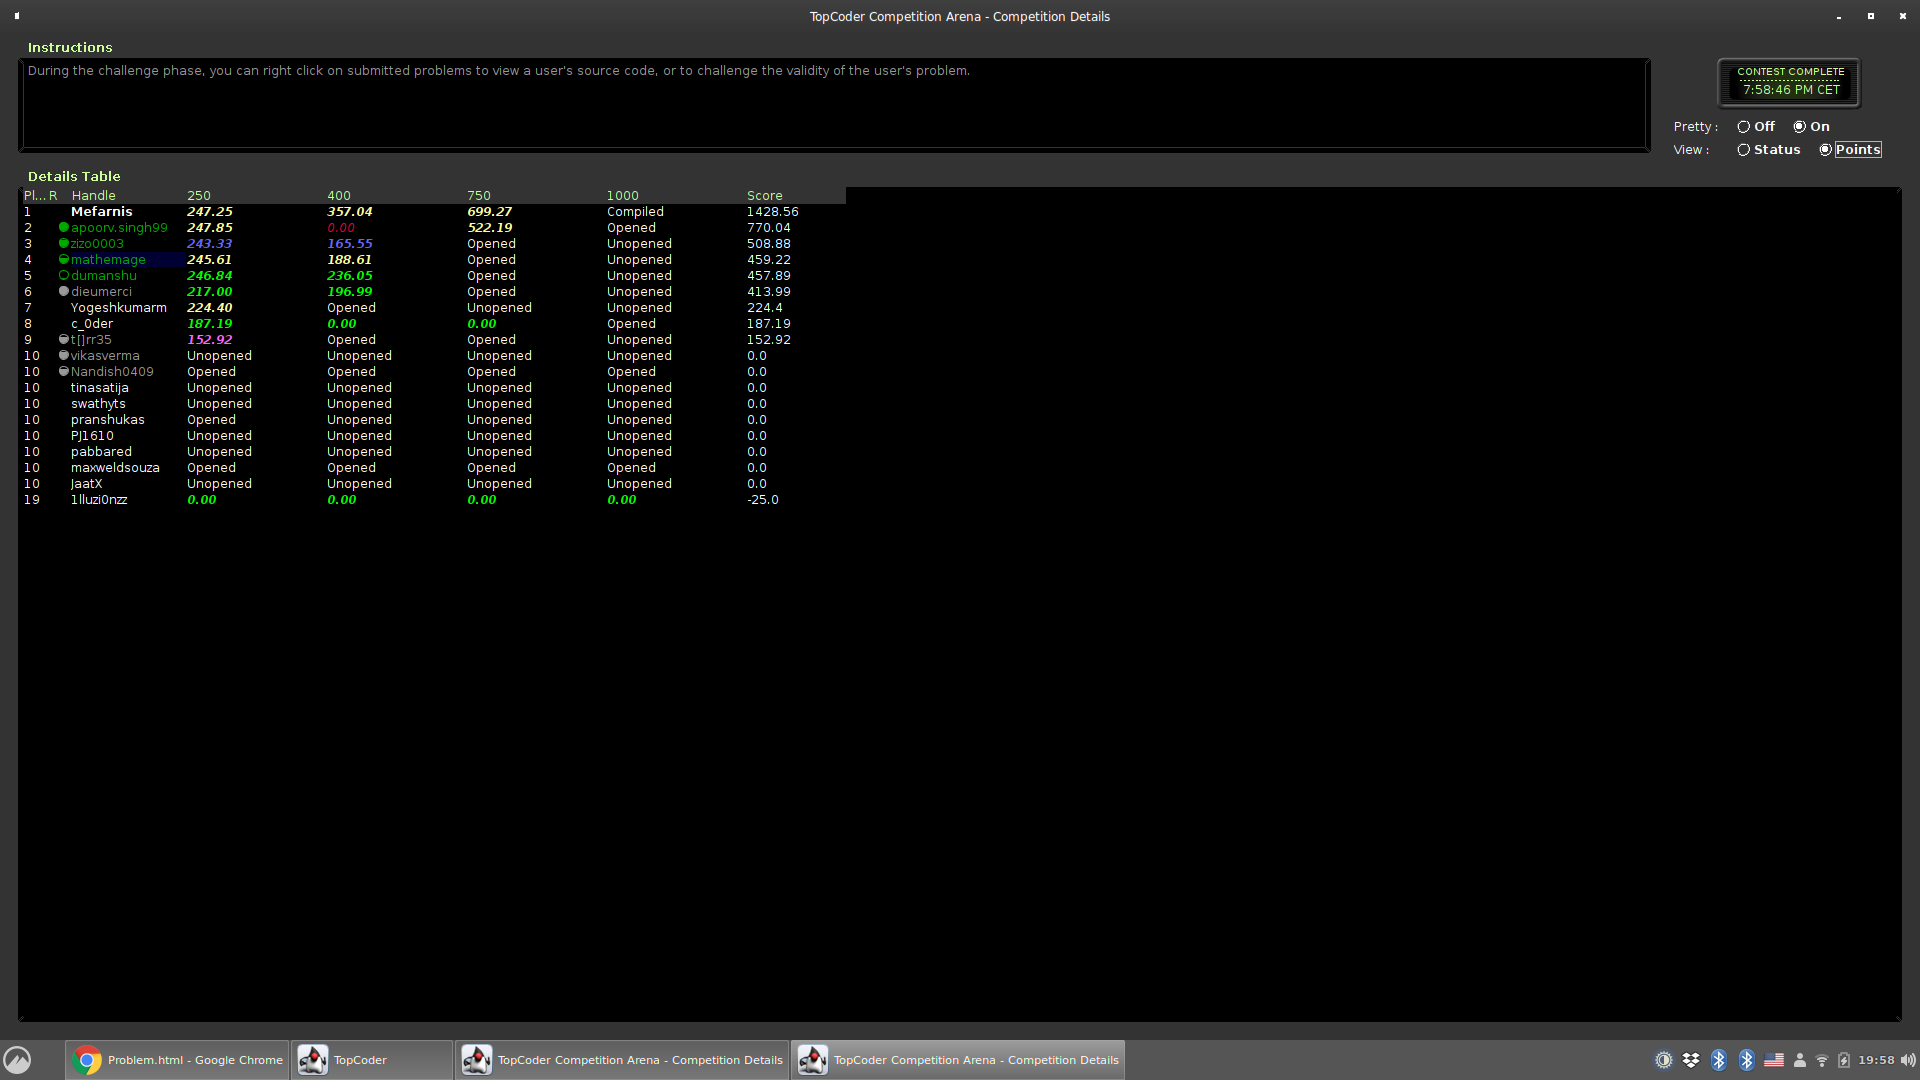 TopCoder Competition Arena - Competition Details
Instructions
During the challenge phase, you can right click on submitted problems to view a user's source code, or to challenge the validity of the user's problem.
CONTEST COMPLETE
7:58:46 PM CET
Pretty : Off On
View : Status Points
Details Table
Pl... R Handle 250 400 750 1000 Score
1 Mefarnis 247.25 357.04 699.27 Compiled 1428.56
2 apoorv.singh99 247.85 0.00 522.19 Opened 770.04
3 zizo0003 243.33 165.55 Opened Unopened 508.88
4 mathemage 245.61 188.61 Opened Unopened 459.22
5 dumanshu 246.84 236.05 Opened Unopened 457.89
6 dieumerci 217.00 196.99 Opened Unopened 413.99
7 Yogeshkumarm 224.40 Opened Unopened Unopened 224.4
8 c_0der 187.19 0.00 0.00 Opened 187.19
9 t[]rr35 152.92 Opened Opened Unopened 152.92
10 vikasverma Unopened Unopened Unopened Unopened 0.0
10 Nandish0409 Opened Opened Opened Opened 0.0
10 tinasatija Unopened Unopened Unopened Unopened 0.0
10 swathyts Unopened Unopened Unopened Unopened 0.0
10 pranshukas Opened Unopened Unopened Unopened 0.0
10 PJ1610 Unopened Unopened Unopened Unopened 0.0
10 pabbared Unopened Unopened Unopened Unopened 0.0
10 maxweldsouza Opened Opened Opened Opened 0.0
10 JaatX Unopened Unopened Unopened Unopened 0.0
19 1lluzi0nzz 0.00 0.00 0.00 0.00 -25.0
Problem.html - Google Chrome
TopCoder
TopCoder Competition Arena - Competition Details
TopCoder Competition Arena - Competition Details
19:58